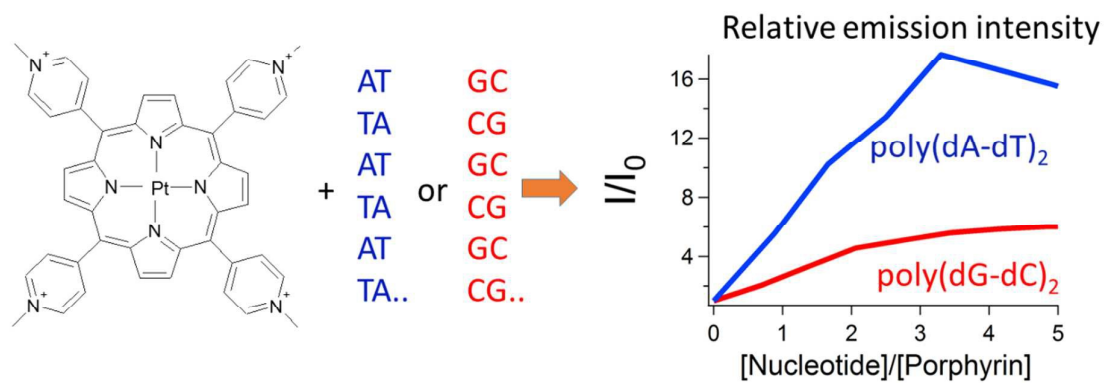 Relative emission intensity
N+
N+
N
N
Pt
N
N
N+
N+
+
AT
TA
AT
TA
AT
TA..
or
GC
CG
GC
CG
GC
CG..
I/I0
16
12
8
4
poly(dA-dT)2
poly(dG-dC)2
0 1 2 3 4 5
[Nucleotide]/[Porphyrin]